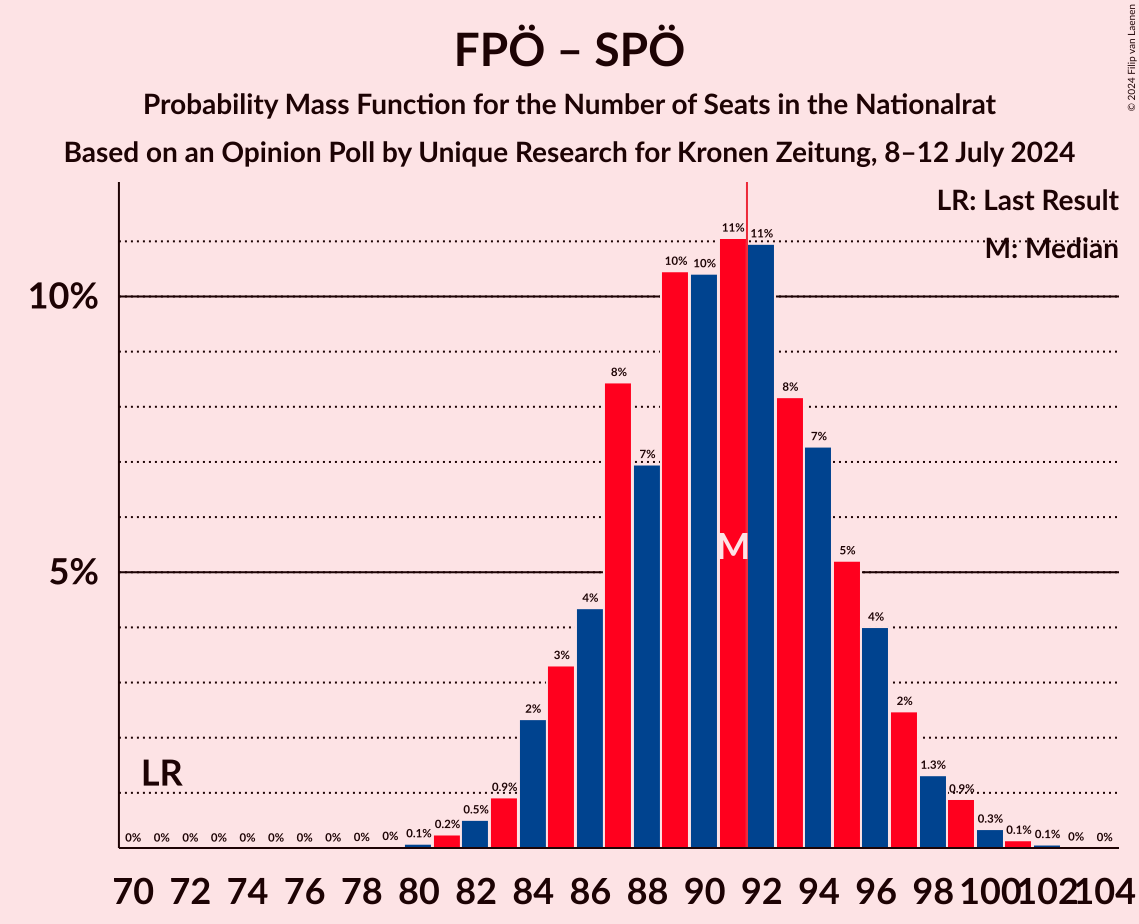 FPÖ – SPÖ
Probability Mass Function for the Number of Seats in the Nationalrat
Based on an Opinion Poll by Unique Research for Kronen Zeitung, 8–12 July 2024
© 2024 Filip van Laenen
LR: Last Result
M: Median
10%
5%
LR
M
0% 0% 0% 0% 0% 0% 0% 0% 0% 0% 0.1% 0.2% 0.5% 0.9% 2% 3% 4% 8% 7% 10% 10% 11% 11% 8% 7% 5% 4% 2% 1.3% 0.9% 0.3% 0.1% 0.1% 0% 0%
70 72 74 76 78 80 82 84 86 88 90 92 94 96 98 100 102 104